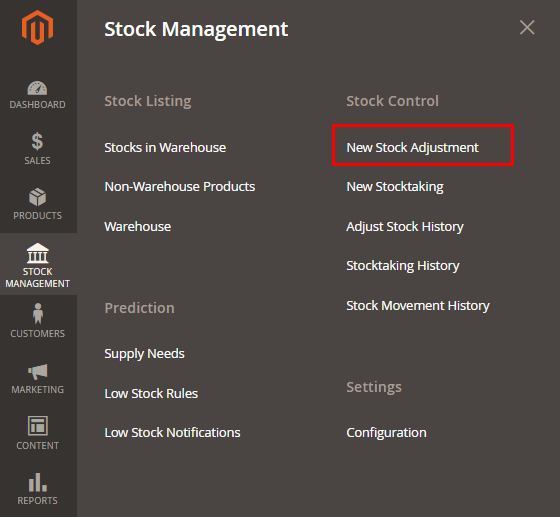 Stock Management
DASHBOARD
$
SALES
PRODUCTS
STOCK
MANAGEMENT
CUSTOMERS
MARKETING
CONTENT
REPORTS
Stock Listing
Stocks in Warehouse
Non-Warehouse Products
Warehouse
Prediction
Supply Needs
Low Stock Rules
Low Stock Notifications
Stock Control
New Stock Adjustment
New Stocktaking
Adjust Stock History
Stocktaking History
Stock Movement History
Settings
Configuration